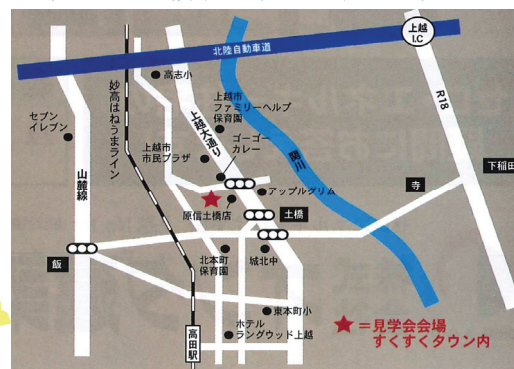 北陸自動車道
上越
I.C
高志小
上越市
ファミリーヘルプ
保育園
セブン
イレブン
妙高はねうまライン
上越大通り
ゴーゴー
カレー
関川
R18
上越市
市民プラザ
下稲田
山麓線
アップルグリム
寺
原信土橋店
土橋
飯
北本町
保育園
城北中
東本町小
高田駅
ホテル
ラングウッド上越
★=見学会会場
すくすくタウン内